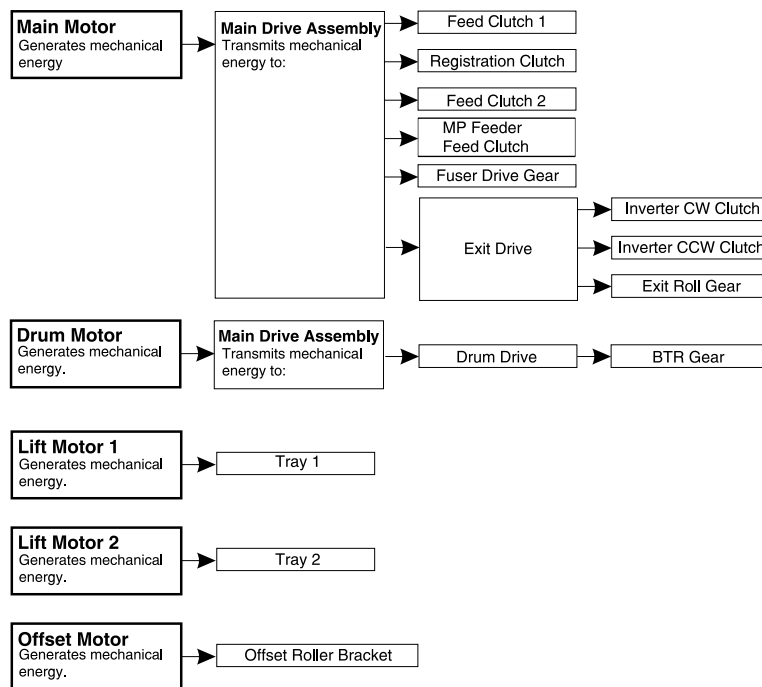 Main Motor
Generates mechanical
energy
Main Drive Assembly
Transmits mechanical
energy to:
Feed Clutch 1
Registration Clutch
Feed Clutch 2
MP Feeder
Feed Clutch
Fuser Drive Gear
Exit Drive
Inverter CW Clutch
Inverter CCW Clutch
Exit Roll Gear
Drum Motor
Generates mechanical
energy.
Main Drive Assembly
Transmits mechanical
energy to:
Drum Drive
BTR Gear
Lift Motor 1
Generates mechanical
energy.
Tray 1
Lift Motor 2
Generates mechanical
energy.
Tray 2
Offset Motor
Generates mechanical
energy.
Offset Roller Bracket